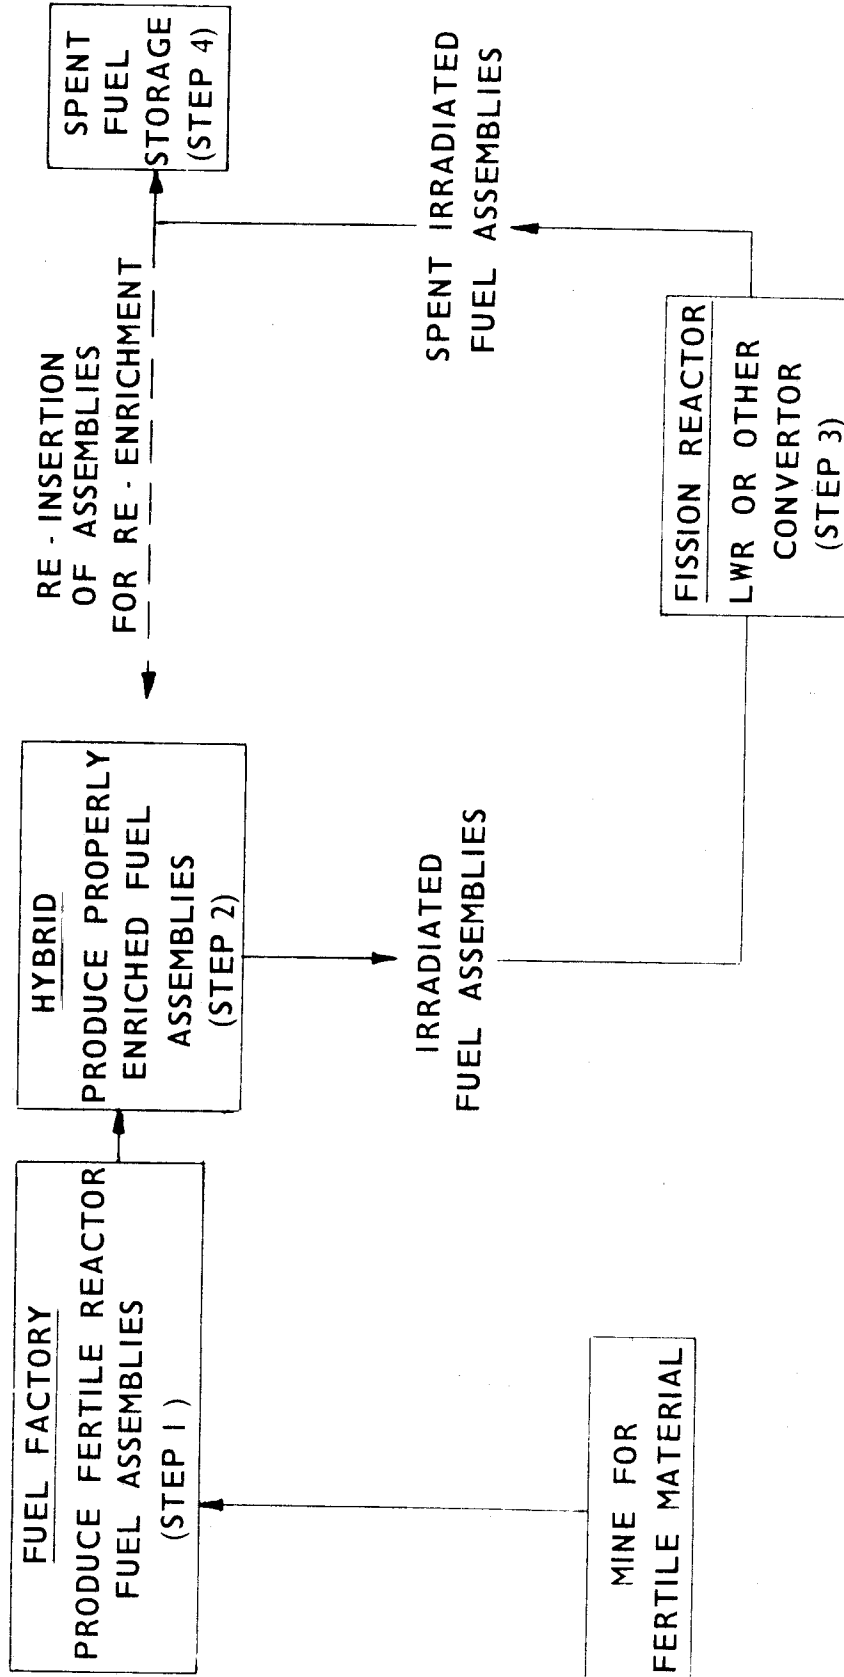 FUEL FACTORY
PRODUCE FERTILE REACTOR
FUEL ASSEMBLIES
(STEP 1)
HYBRID
PRODUCE PROPERLY
ENRICHED FUEL
ASSEMBLIES
(STEP 2)
RE - INSERTION
OF ASSEMBLIES
FOR RE - ENRICHMENT
SPENT
FUEL
STORAGE
(STEP 4)
IRRADIATED
FUEL ASSEMBLIES
SPENT IRRADIATED
FUEL ASSEMBLIES
MINE FOR
FERTILE MATERIAL
FISSION REACTOR
LWR OR OTHER
CONVERTOR
(STEP 3)